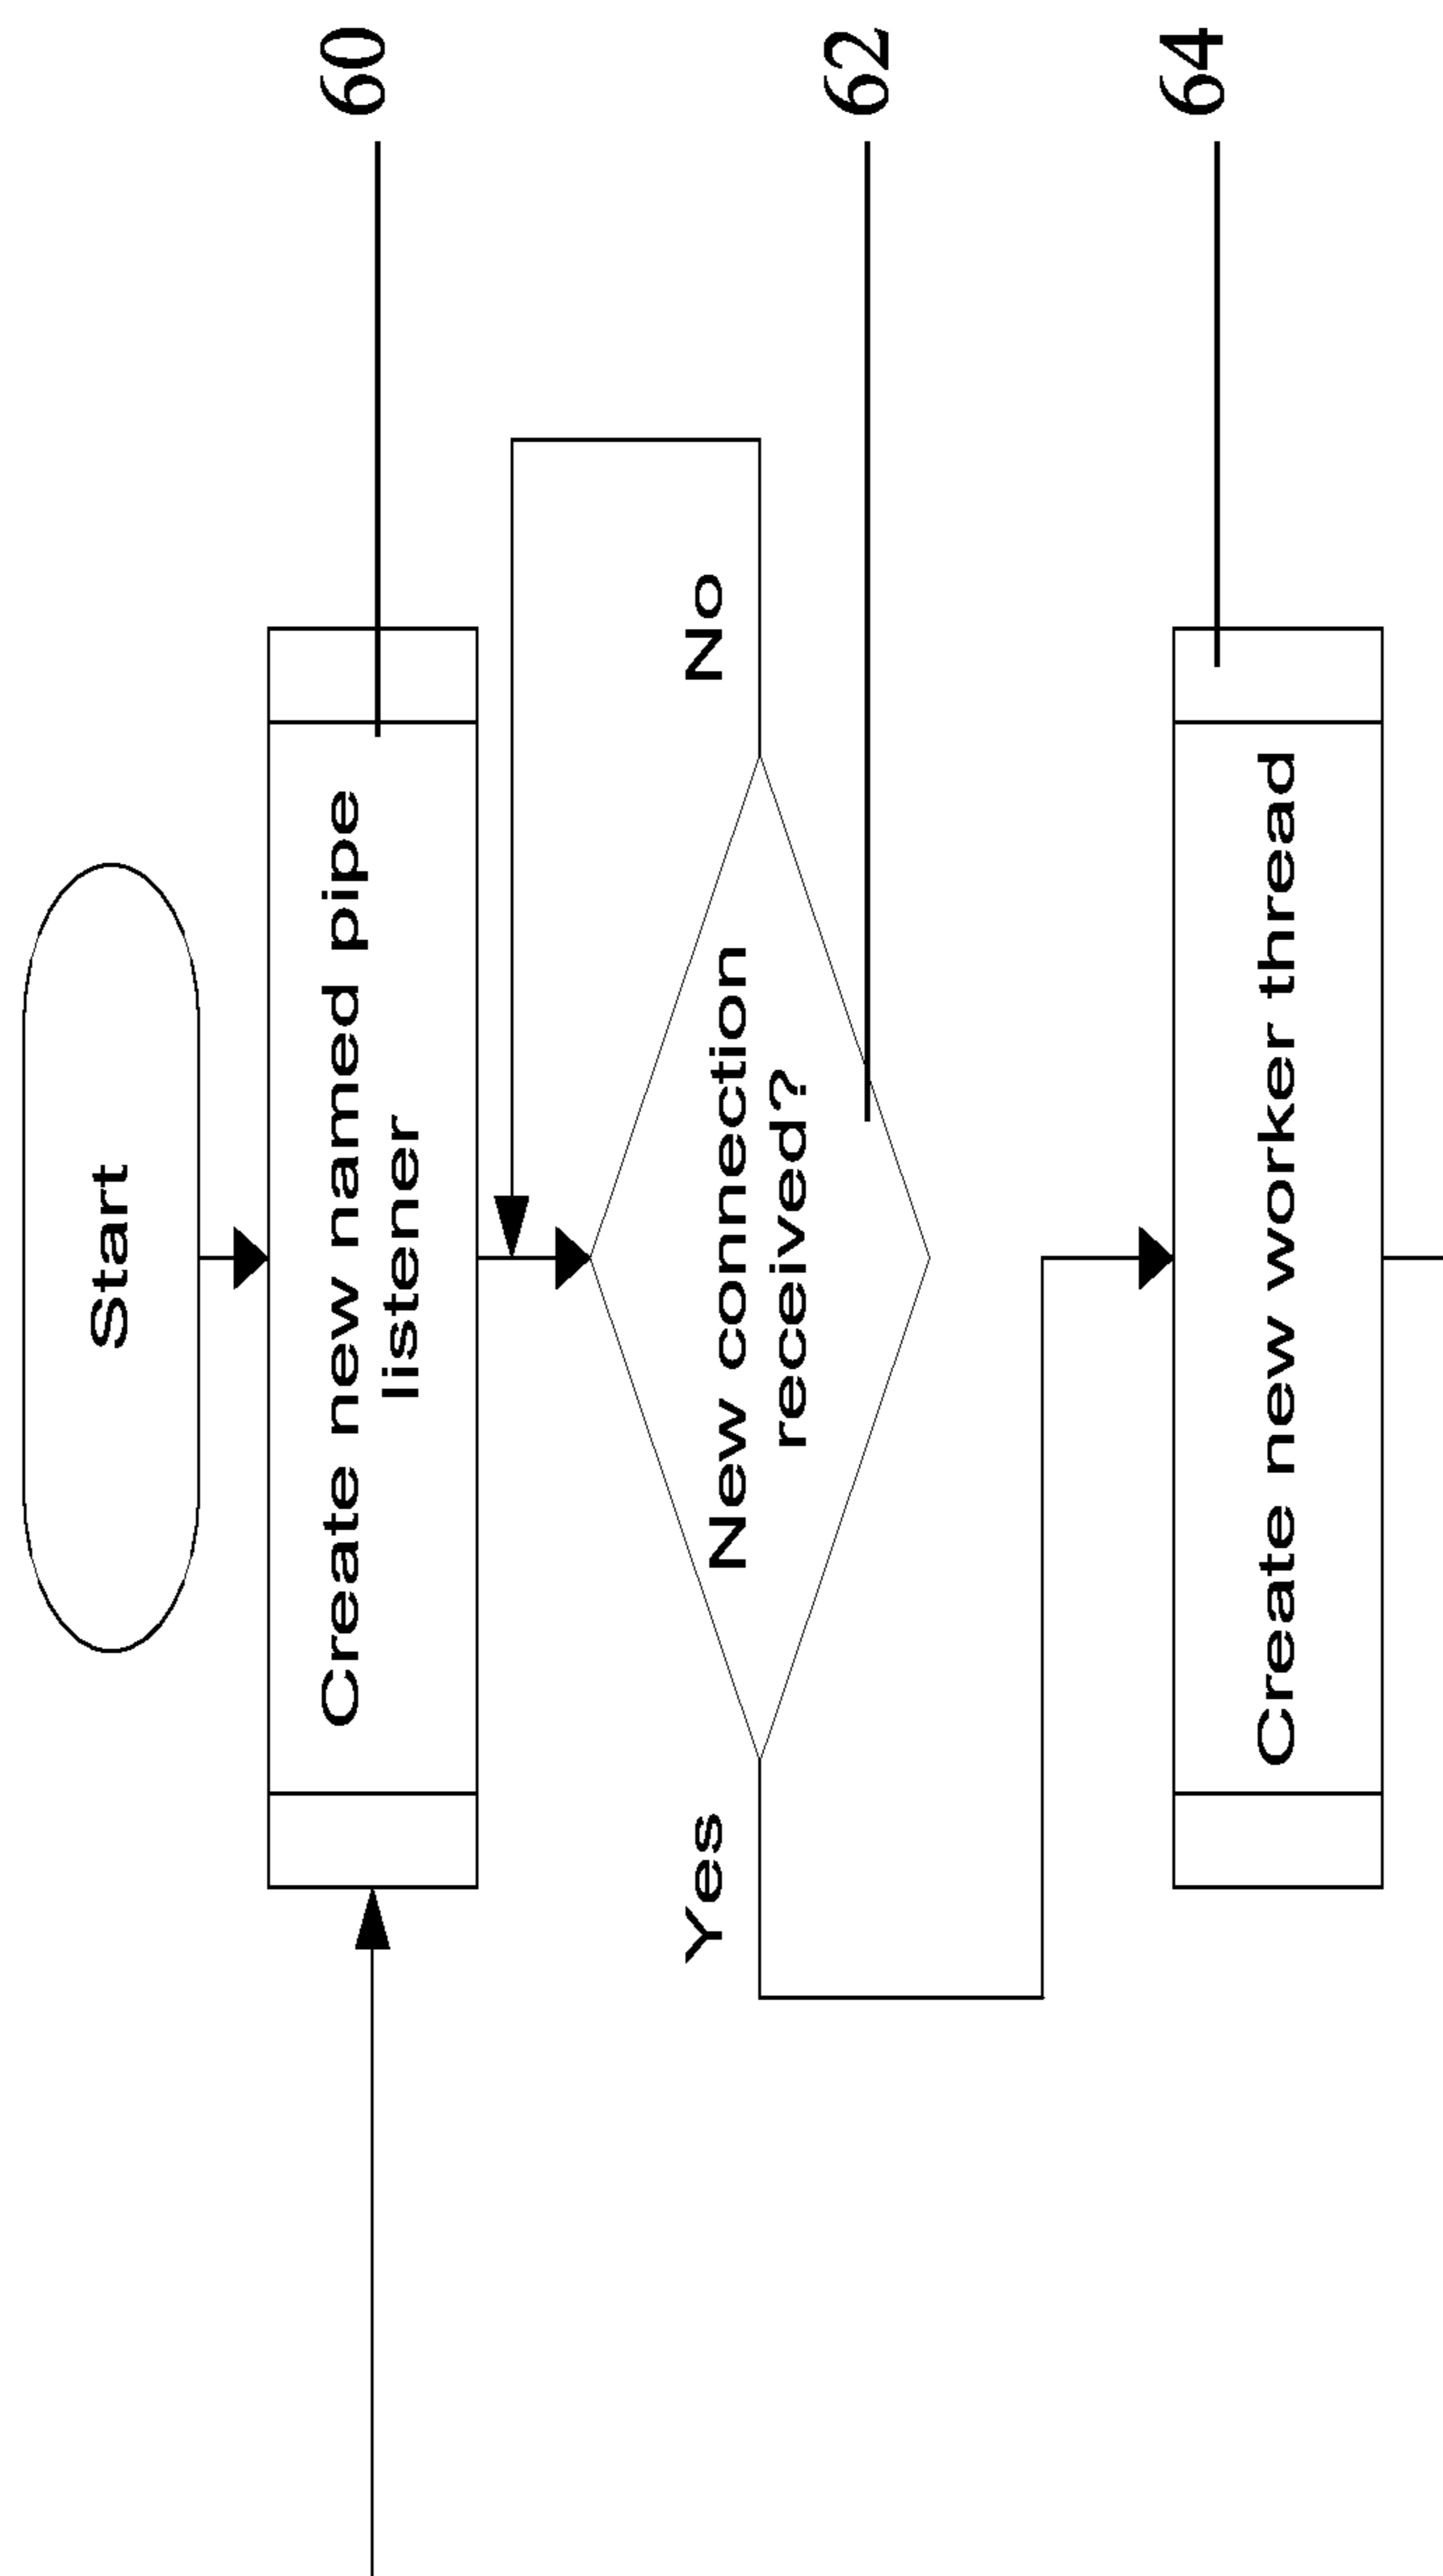 Start
Create new named pipe
listener
60
No
New connection
received?
62
Yes
Create new worker thread
64